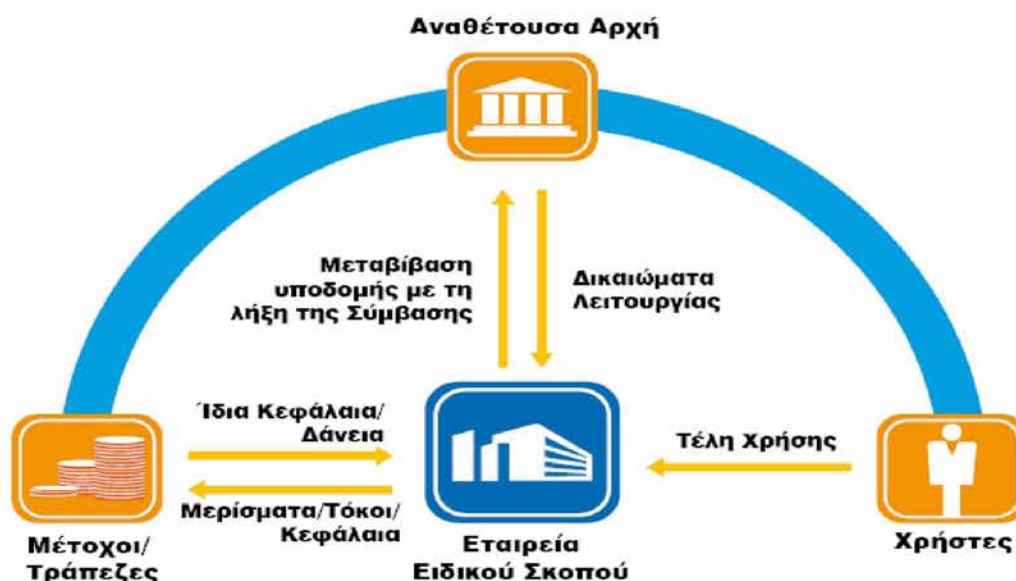 Αναθέτουσα Αρχή
Μεταβίβαση
υποδομής με τη
λήξη της Σύμβασης
Δικαιώματα
Λειτουργίας
Ίδια Κεφάλαια/
Δάνεια
Μερίσματα/Τόκοι/
Κεφάλαια
Τέλη Χρήσης
Μέτοχοι/
Τράπεζες
Εταιρεία
Ειδικού Σκοπού
Χρήστες